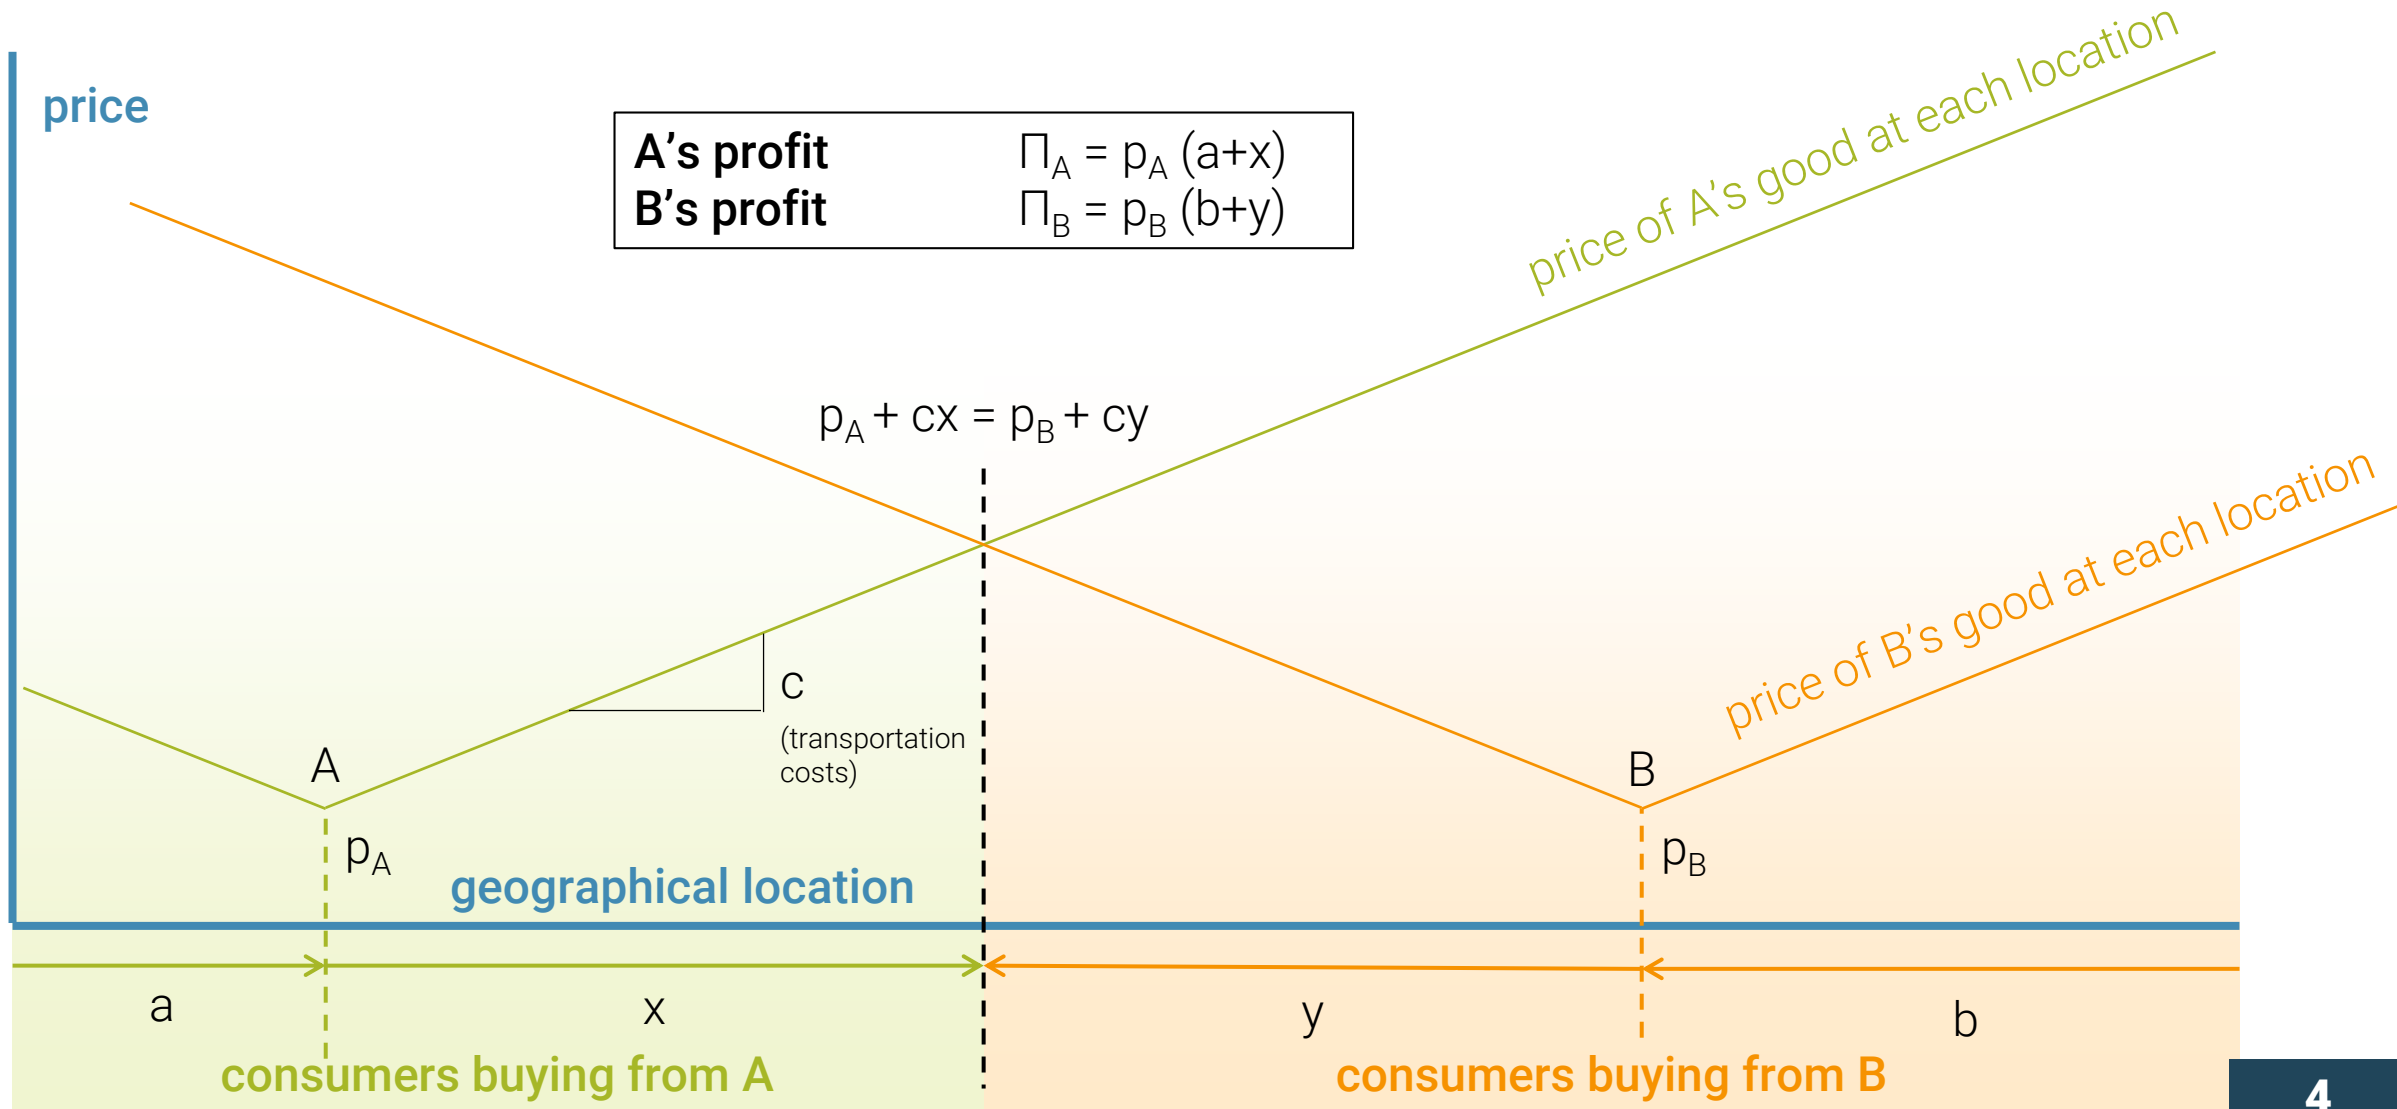 price
A’s profit Π_A = p_A (a+x)
B’s profit Π_B = p_B (b+y)
price of A’s good at each location
p_A + cx = p_B + cy
price of B’s good at each location
c
(transportation
costs)
A
B
p_A
p_B
geographical location
a
x
y
b
consumers buying from A
consumers buying from B
4